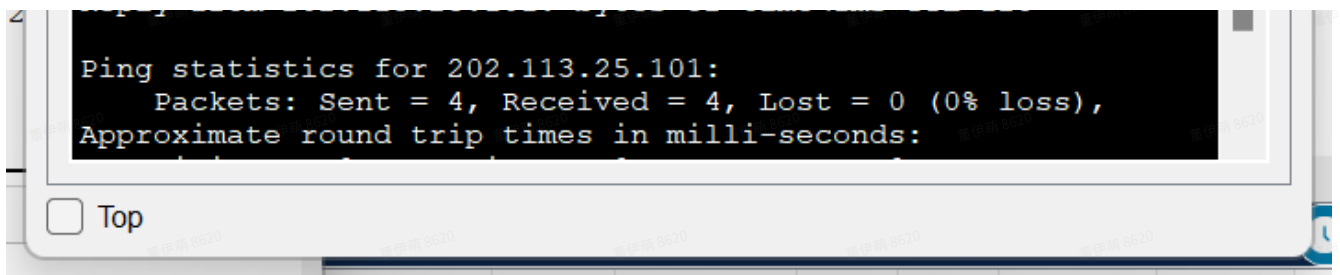 Ping statistics for 202.113.25.101:
Packets: Sent = 4, Received = 4, Lost = 0 (0% loss),
Approximate round trip times in milli-seconds:
Top